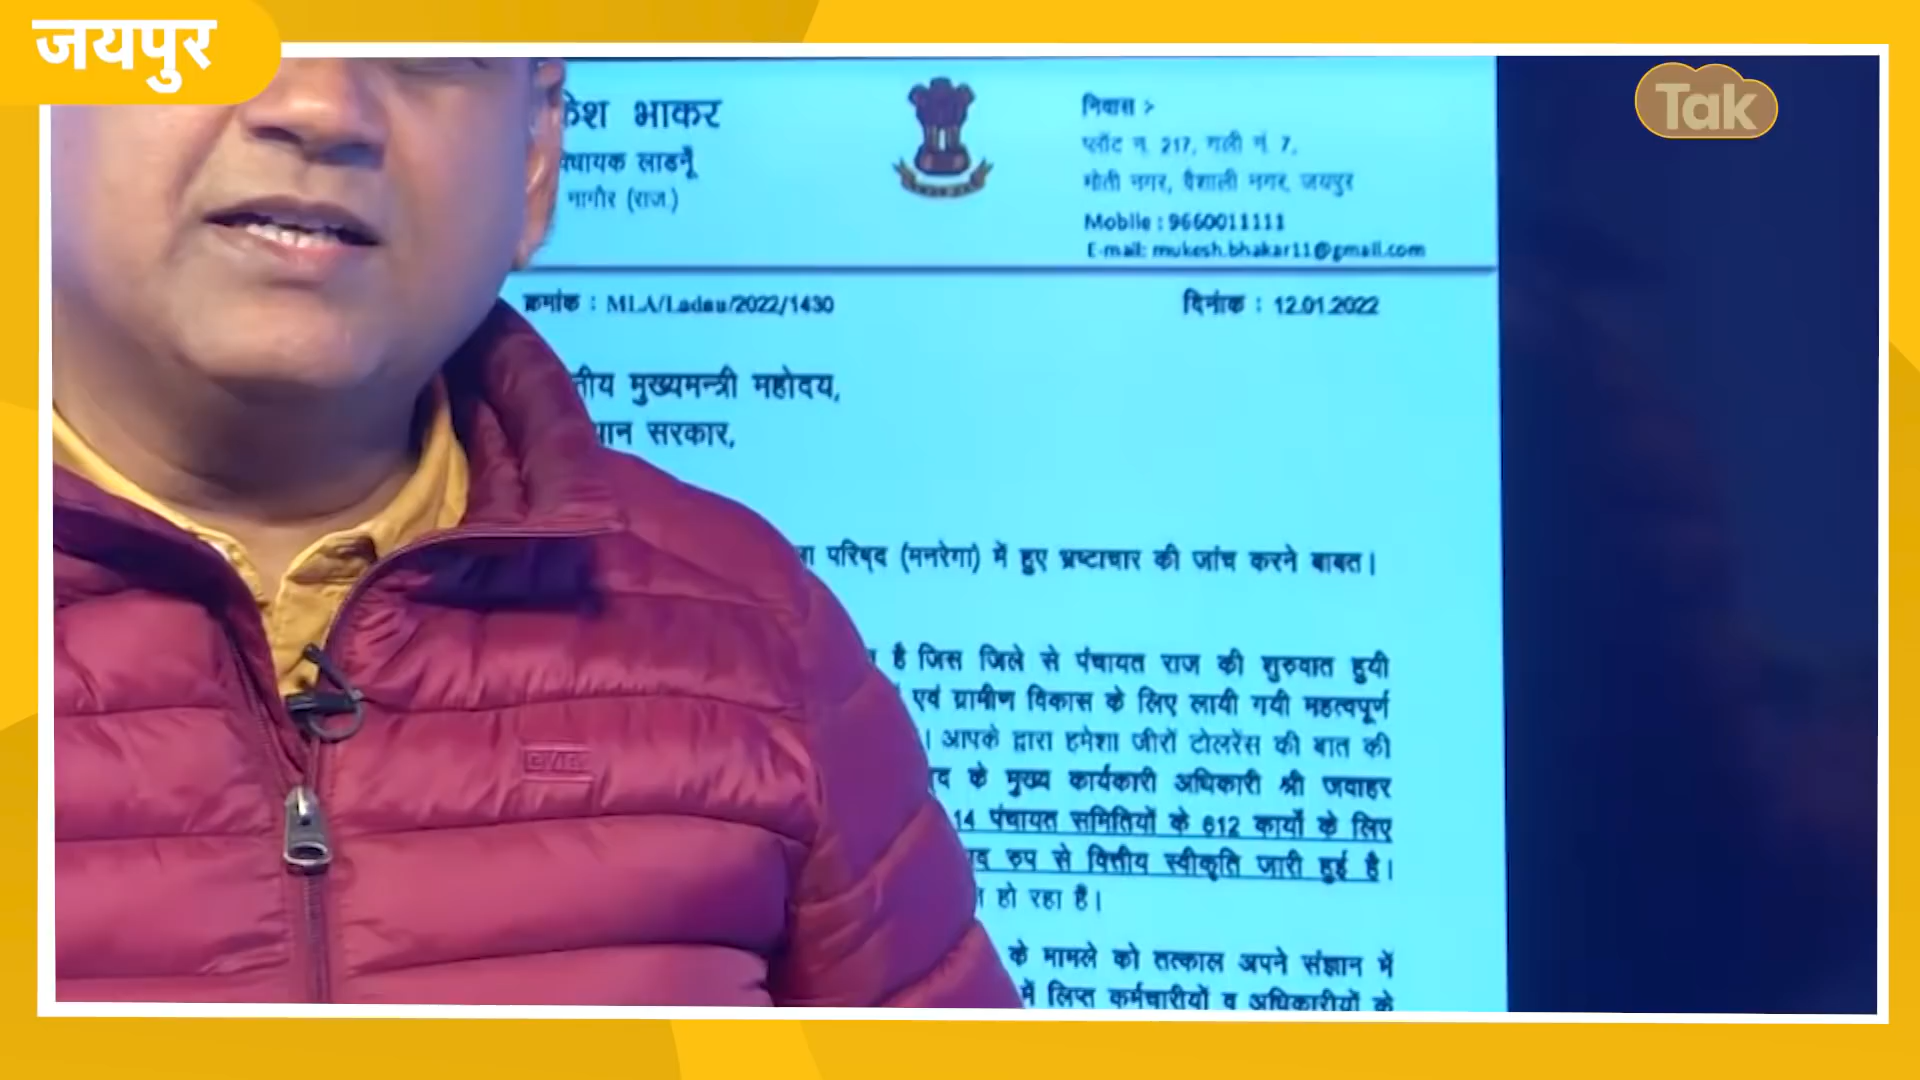 जयपुर
Tak
भाकर
लाडनूँ
नागौर (राज.)
निवास :-
प्लॉट न. 217, गली नं. 7,
मोती नगर, वैशाली नगर, जयपुर
Mobile : 9660011111
E-mail: mukesh.bhakar11@gmail.com
क्रमांक : MLA/Ladnu/2022/1430
दिनांक : 12.01.2022
मुख्यमन्त्री महोदय,
सरकार,
परिषद (मनरेगा) में हुए भ्रष्टाचार की जांच करने बाबत।
है जिस जिले से पंचायत राज की शुरुवात हुयी
एवं ग्रामीण विकास के लिए लायी गयी महत्वपूर्ण
। आपके द्वारा हमेशा जीरों टोलरेंस की बात की
के मुख्य कार्यकारी अधिकारी श्री जवाहर
14 पंचायत समितियों के 612 कार्यो के लिए
रुप से वित्तीय स्वीकृति जारी हुई है।
हो रहा है।
के मामले को तत्काल अपने संज्ञान में
में लिप्त कर्मचारीयों व अधिकारीयों के